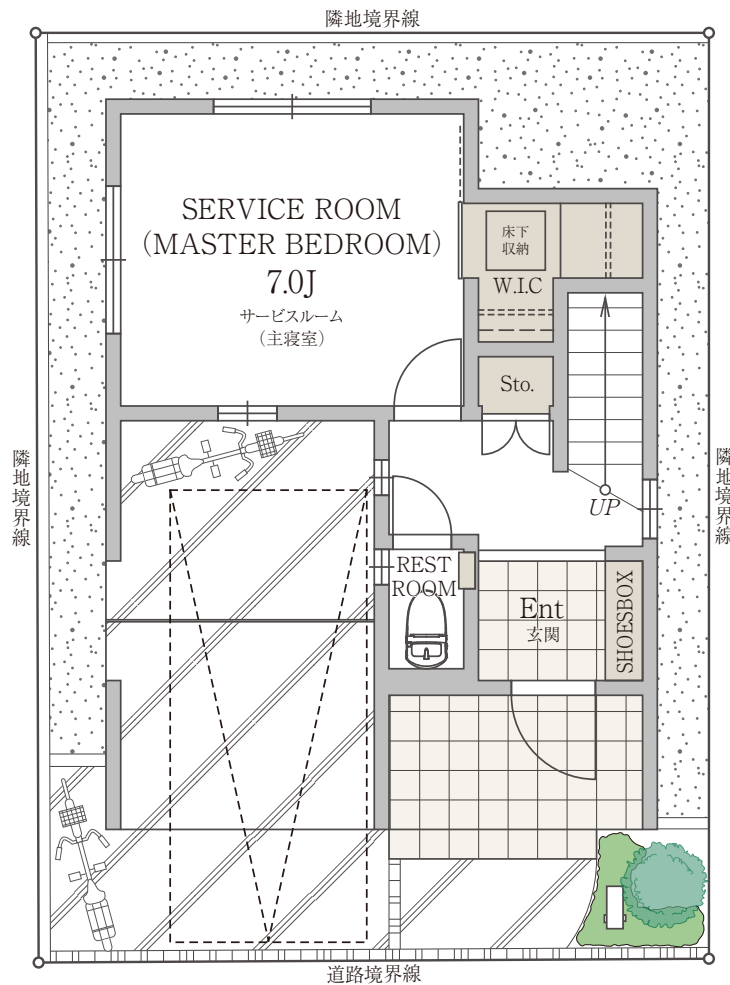 隣地境界線
SERVICE ROOM
(MASTER BEDROOM)
7.0J
サービスルーム
(主寝室)
床下
収納
W.I.C
Sto.
隣地境界線
隣地境界線
UP
REST
ROOM
Ent
玄関
SHOESBOX
道路境界線